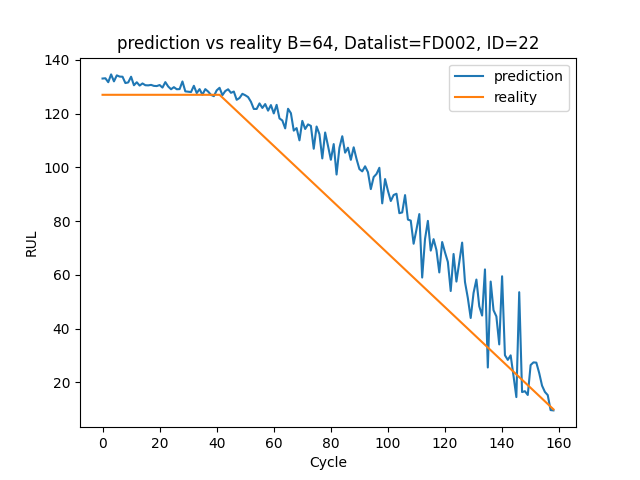 prediction vs reality B=64, Datalist=FD002, ID=22
prediction
reality
RUL
140
120
100
80
60
40
20
0 20 40 60 80 100 120 140 160
Cycle